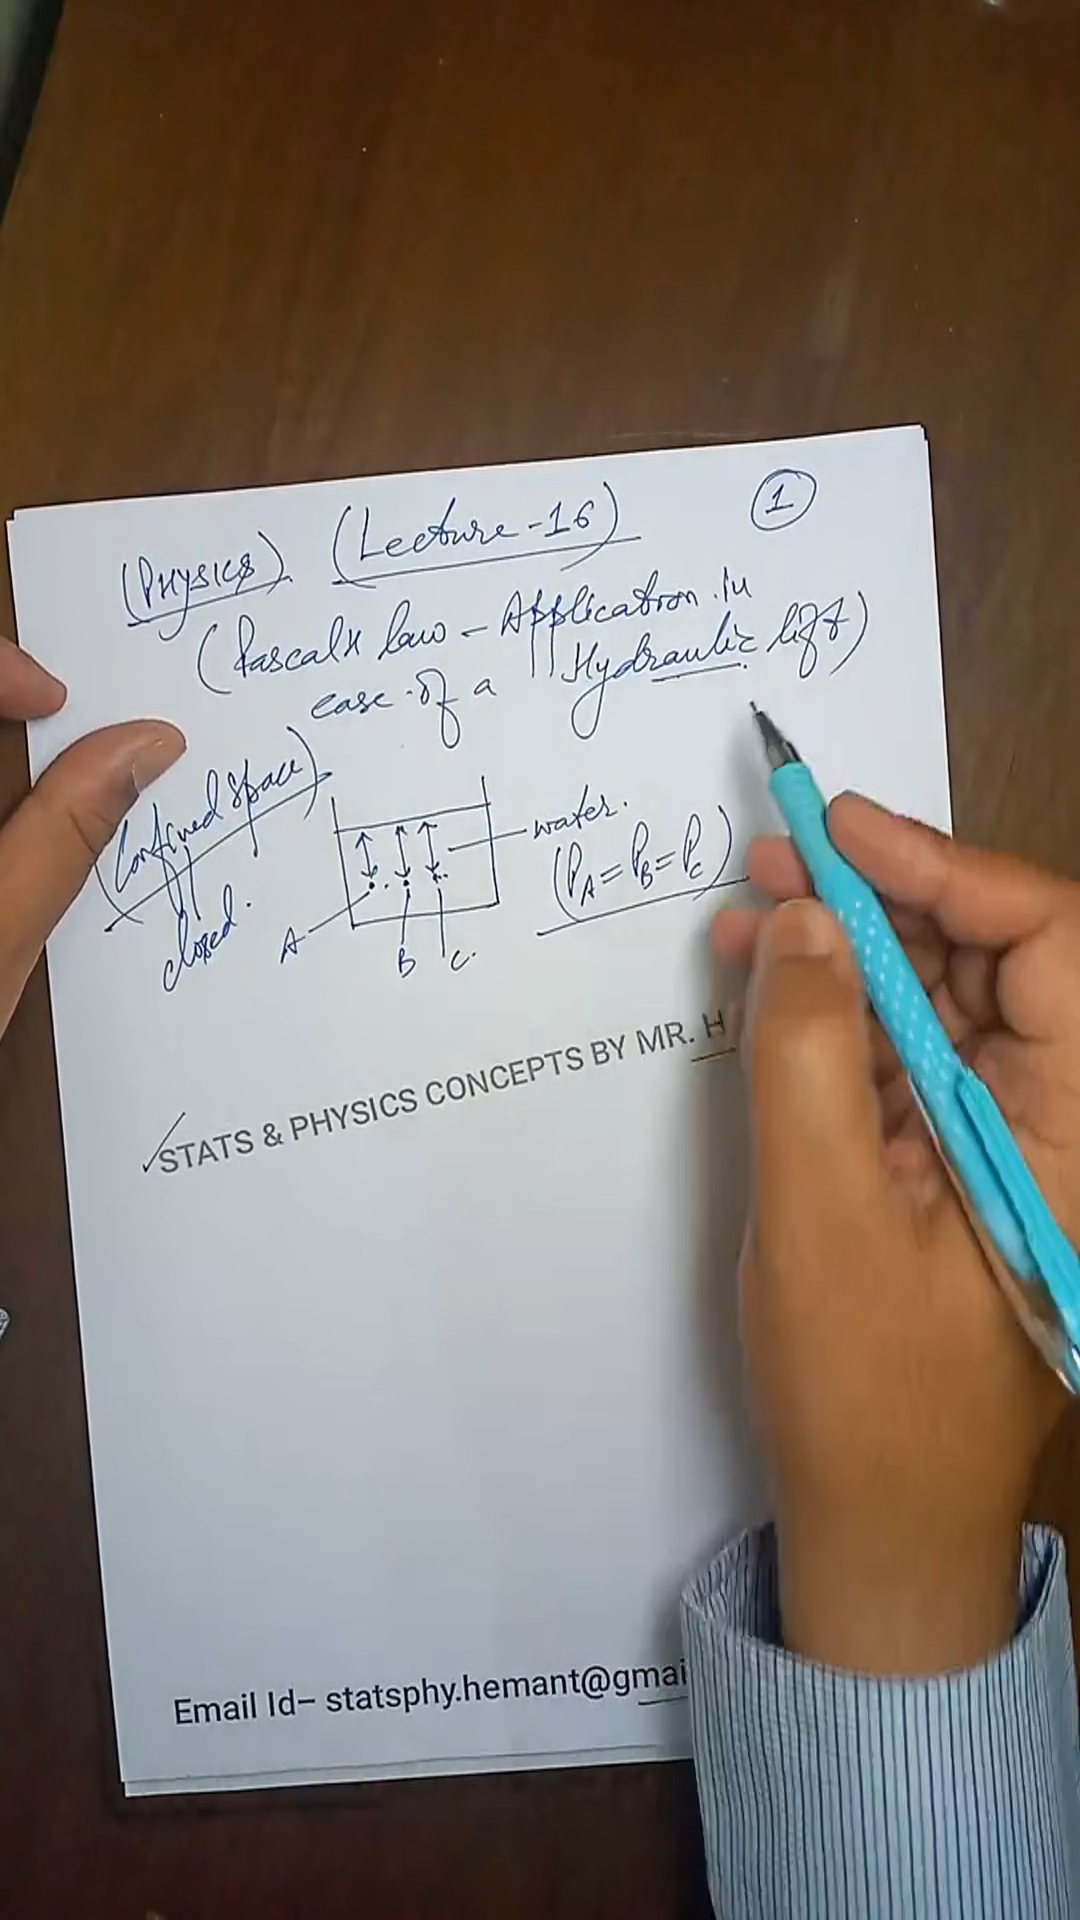 (Physics) (Lecture-16) 1
(Pascal's law – Application in
case of a Hydraulic lift)
(Confined space)
closed.
water.
(PA = PB = PC)
A B C.
STATS & PHYSICS CONCEPTS BY MR. H
Email Id– statsphy.hemant@gmai